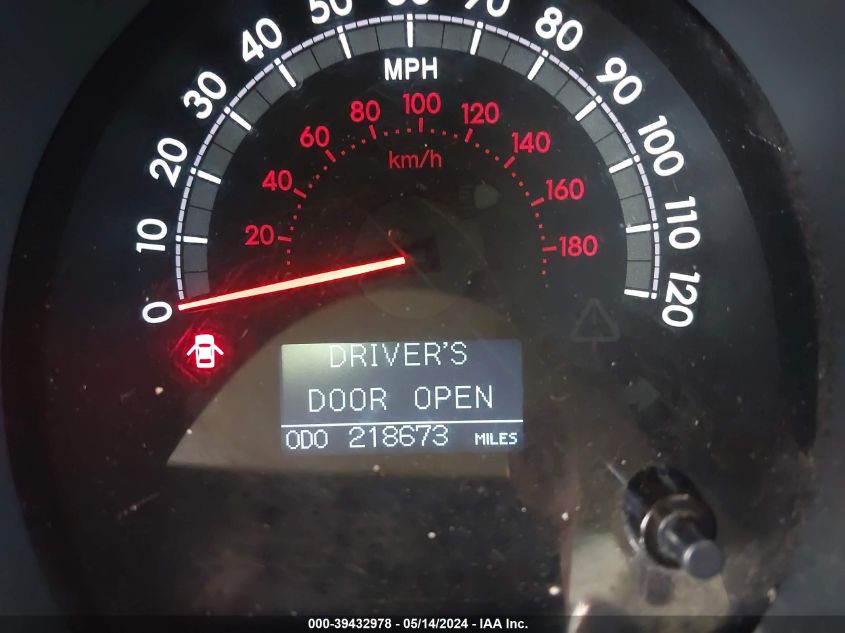 0 10 20 30 40 50 60 70 80 90 100 110 120
MPH
20 40 60 80 100 120 140 160 180
km/h
DRIVER'S
DOOR OPEN
ODO 218673 MILES
000-39432978 - 05/14/2024 - IAA Inc.